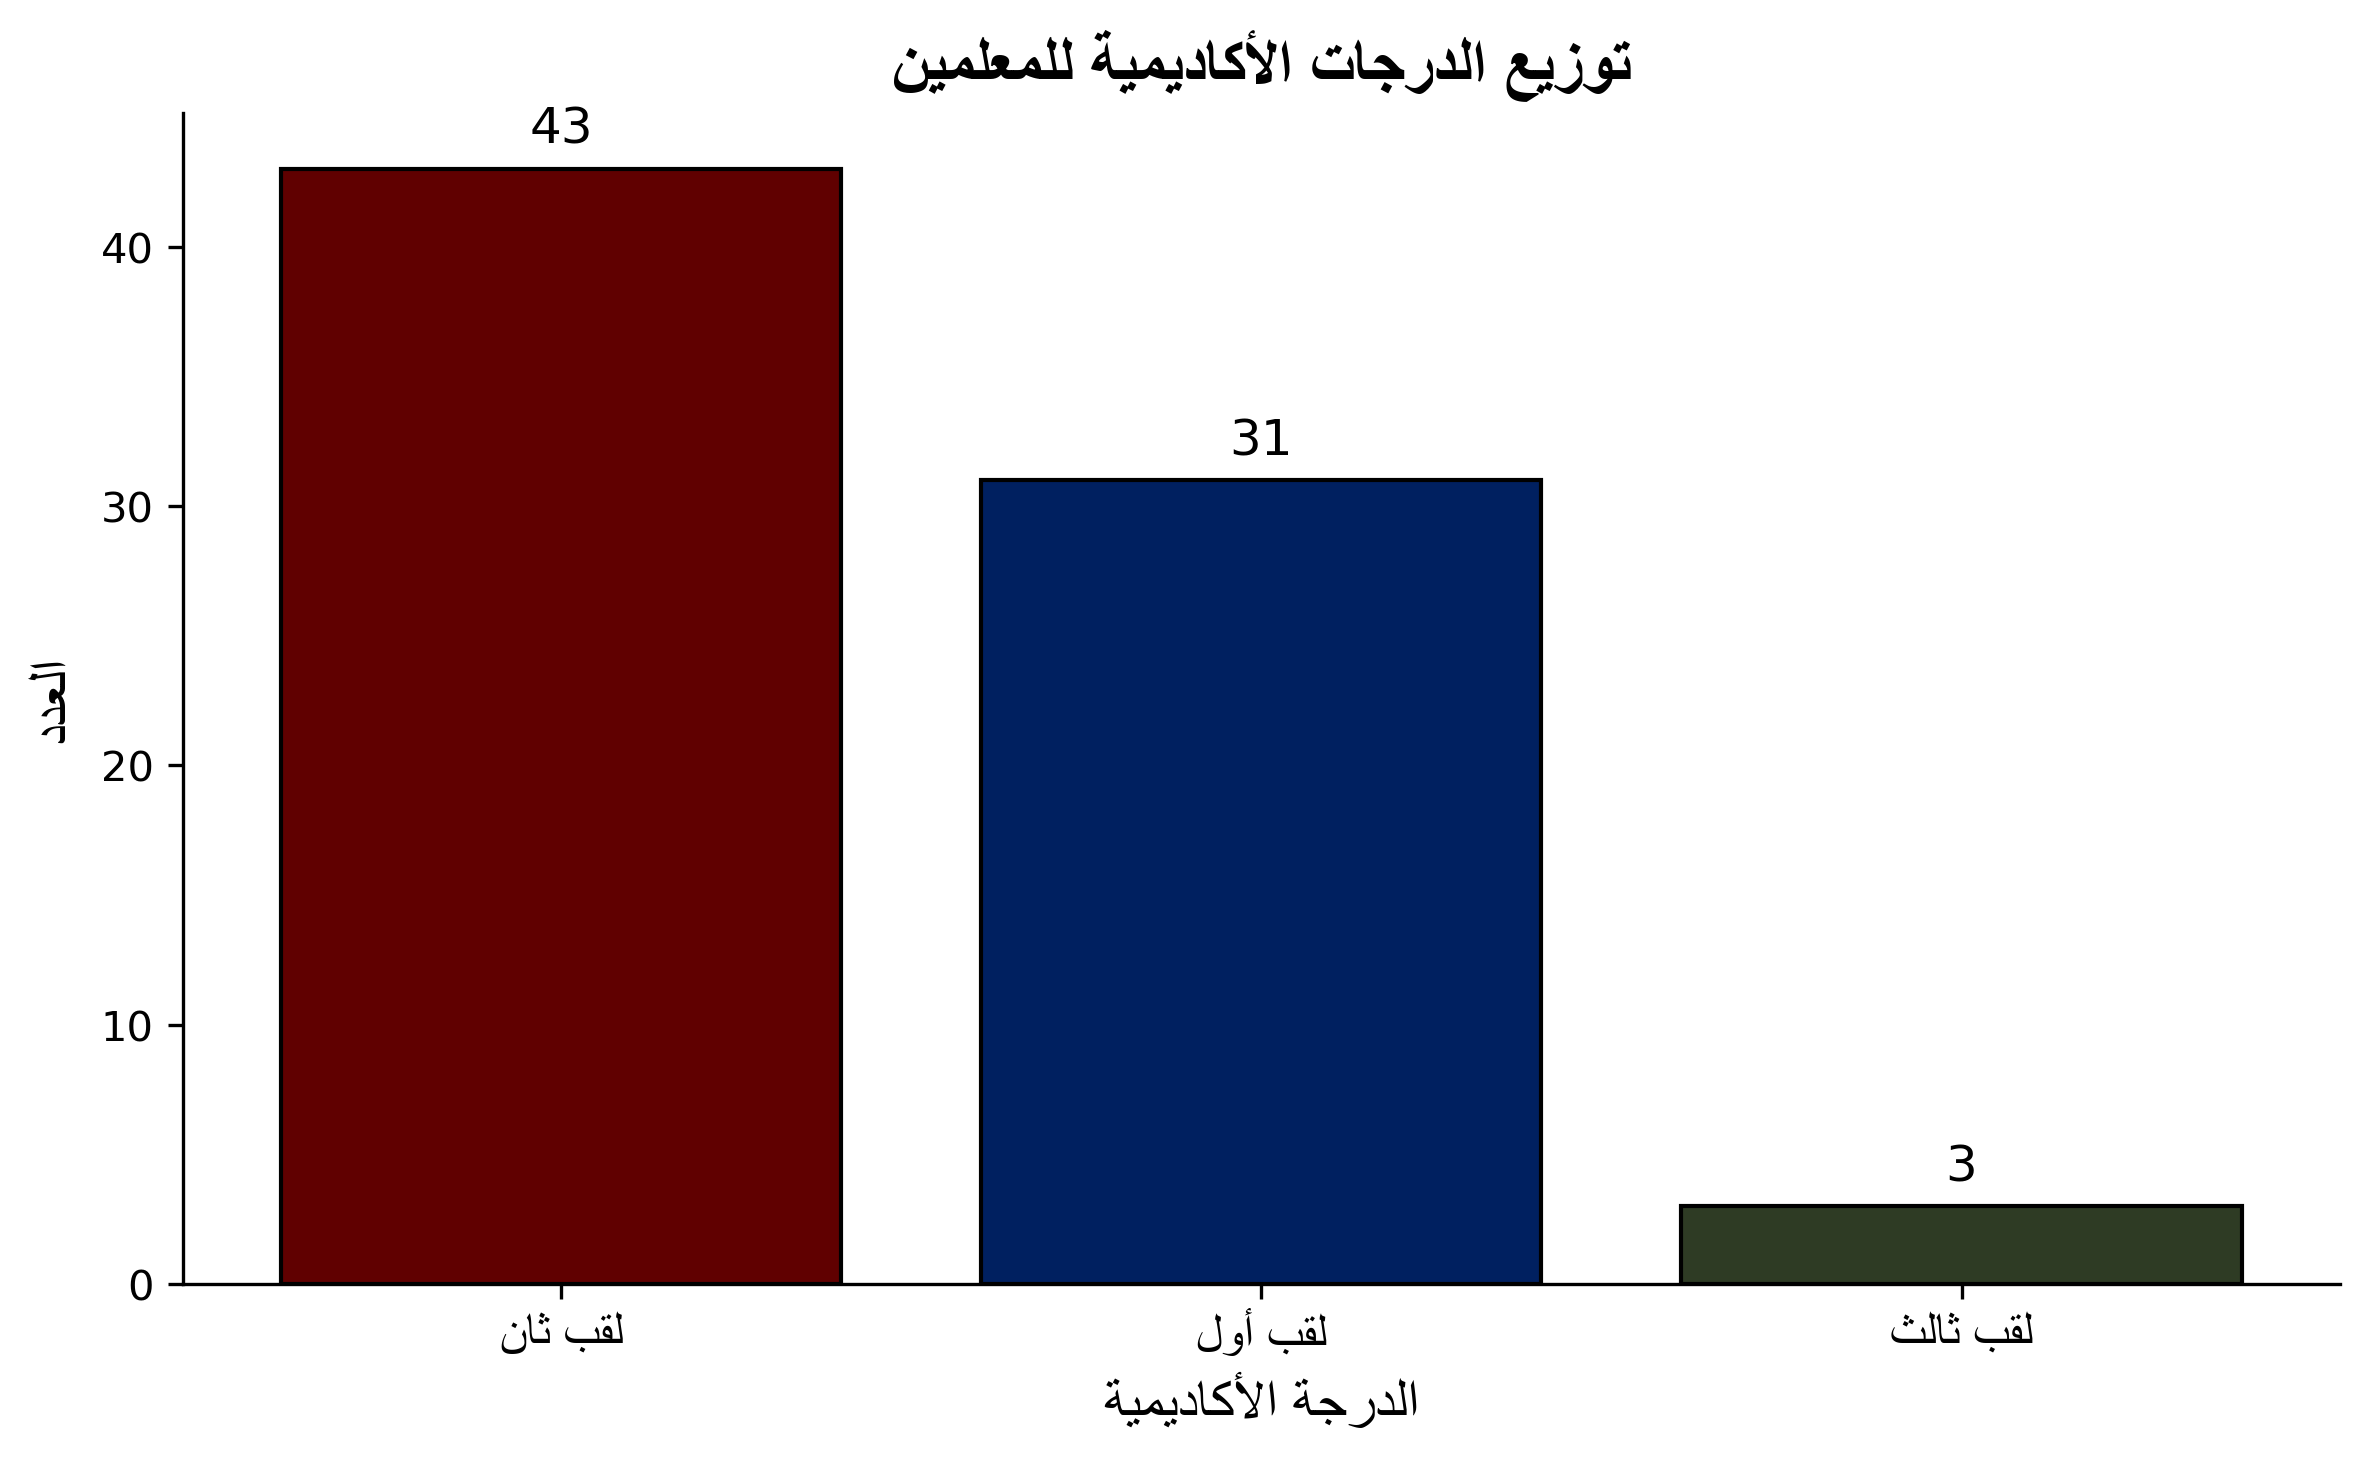 توزيع الدرجات الأكاديمية للمعلمين
43
31
3
40
30
20
10
0
العدد
لقب ثان
لقب أول
لقب ثالث
الدرجة الأكاديمية